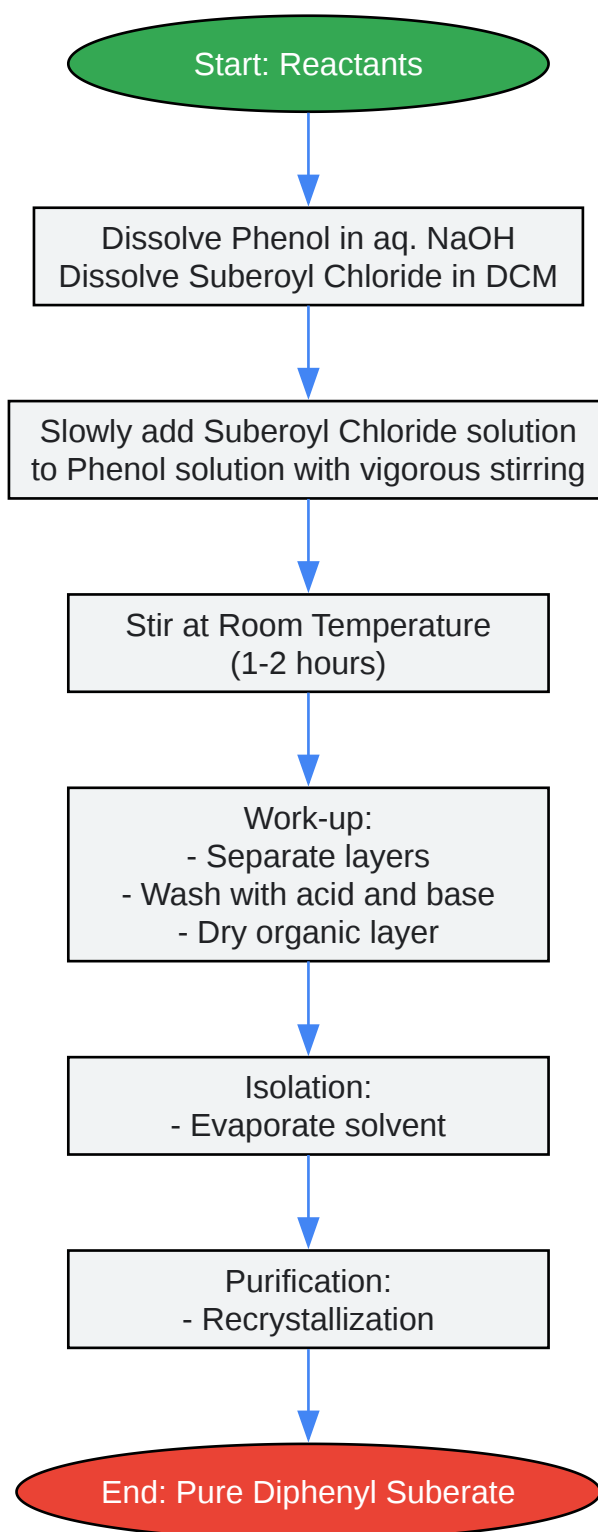 Start: Reactants
Dissolve Phenol in aq. NaOH
Dissolve Suberoyl Chloride in DCM
Slowly add Suberoyl Chloride solution
to Phenol solution with vigorous stirring
Stir at Room Temperature
(1-2 hours)
Work-up:
- Separate layers
- Wash with acid and base
- Dry organic layer
Isolation:
- Evaporate solvent
Purification:
- Recrystallization
End: Pure Diphenyl Suberate